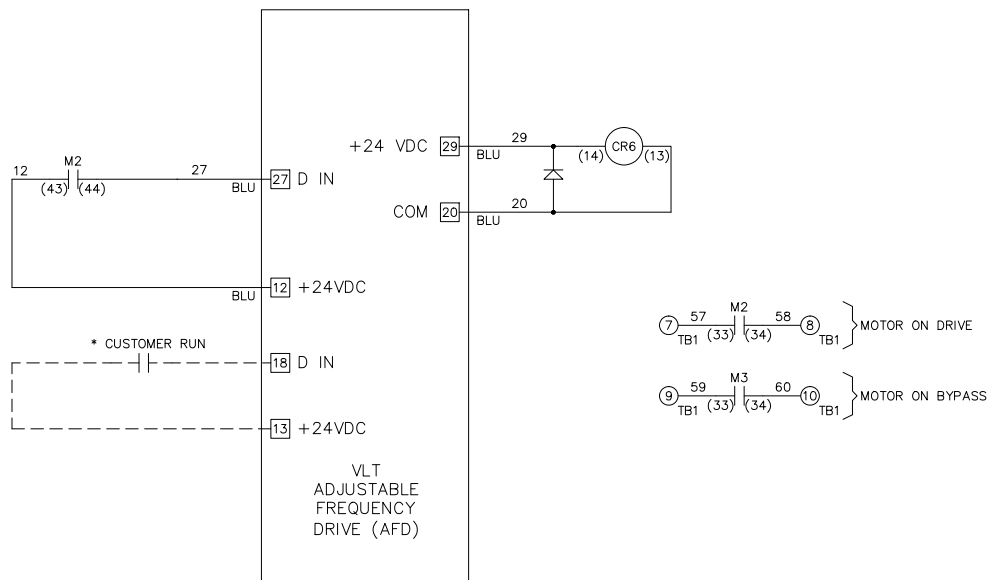 +24 VDC 29 29 BLU (14) CR6 (13)
12 M2 (43) (44) 27 BLU 27 D IN
COM 20 20 BLU
BLU 12 +24VDC
7 57 TB1 M2 (33) (34) 58 8 TB1 MOTOR ON DRIVE
* CUSTOMER RUN
18 D IN
9 59 TB1 M3 (33) (34) 60 10 TB1 MOTOR ON BYPASS
13 +24VDC
VLT
ADJUSTABLE
FREQUENCY
DRIVE (AFD)